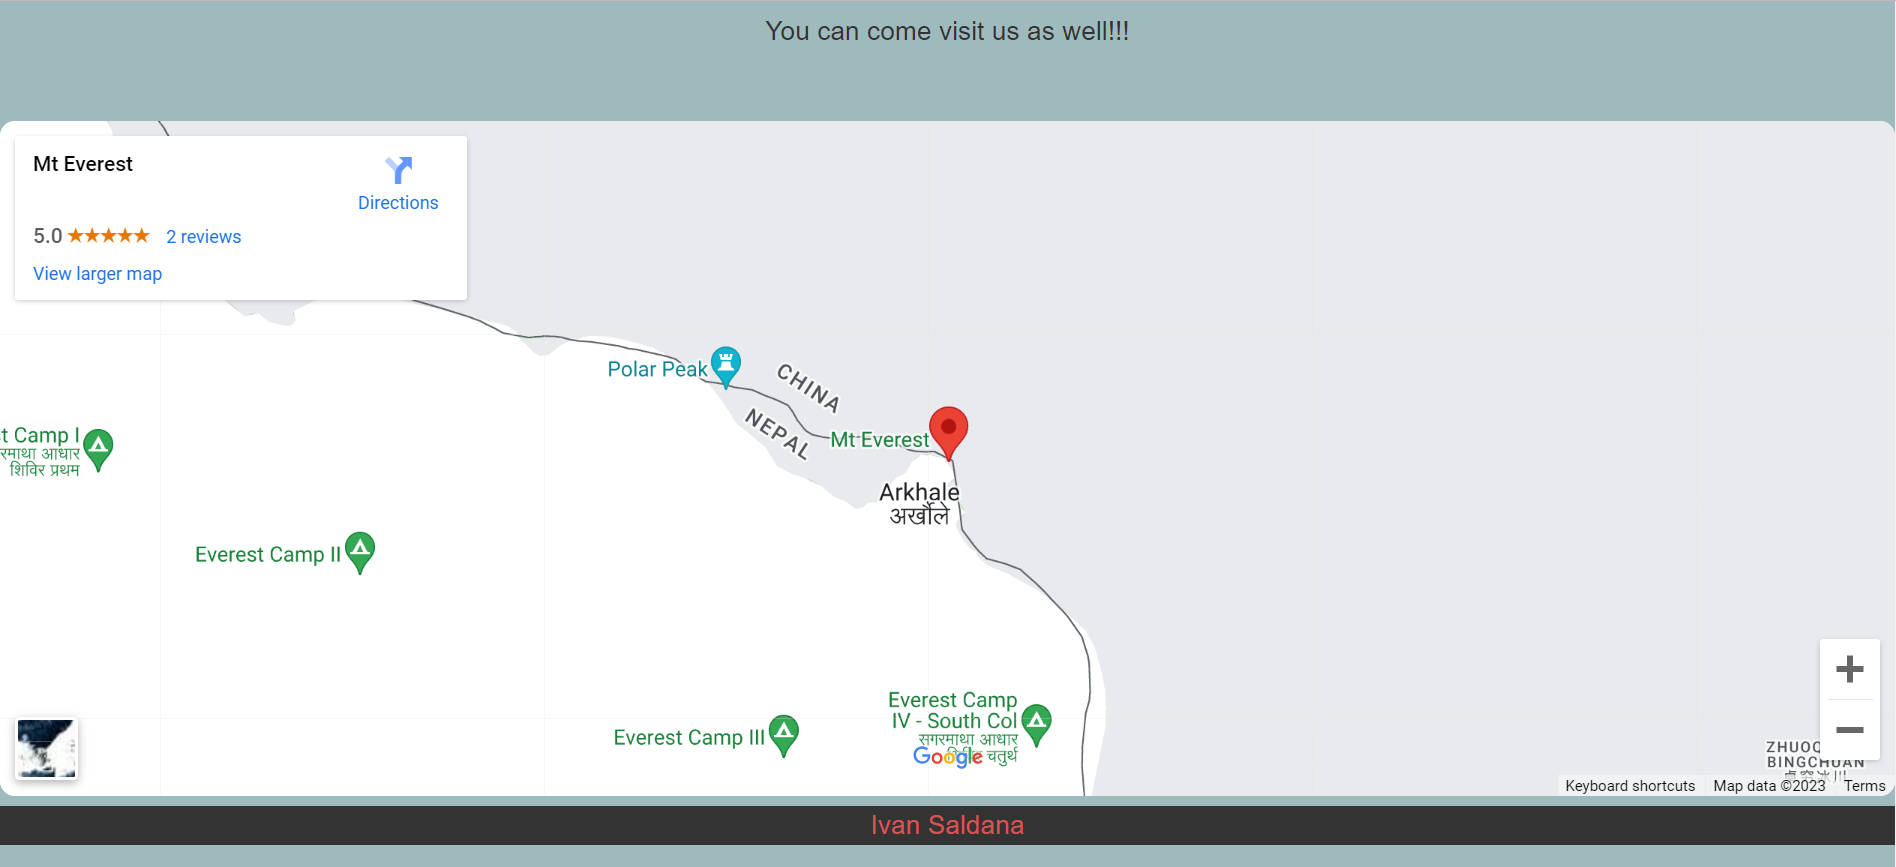 You can come visit us as well!!!
Mt Everest
Directions
5.0
2 reviews
View larger map
Polar Peak
CHINA
NEPAL
Mt Everest
t Camp I
रमाथा आधार
शिविर प्रथम
Arkhale
अर्खौले
Everest Camp II
Everest Camp
IV - South Col
सगरमाथा आधार
चतुर्थ
Everest Camp III
Google
BINGCHUAN
Keyboard shortcuts
Map data ©2023
Terms
Ivan Saldana